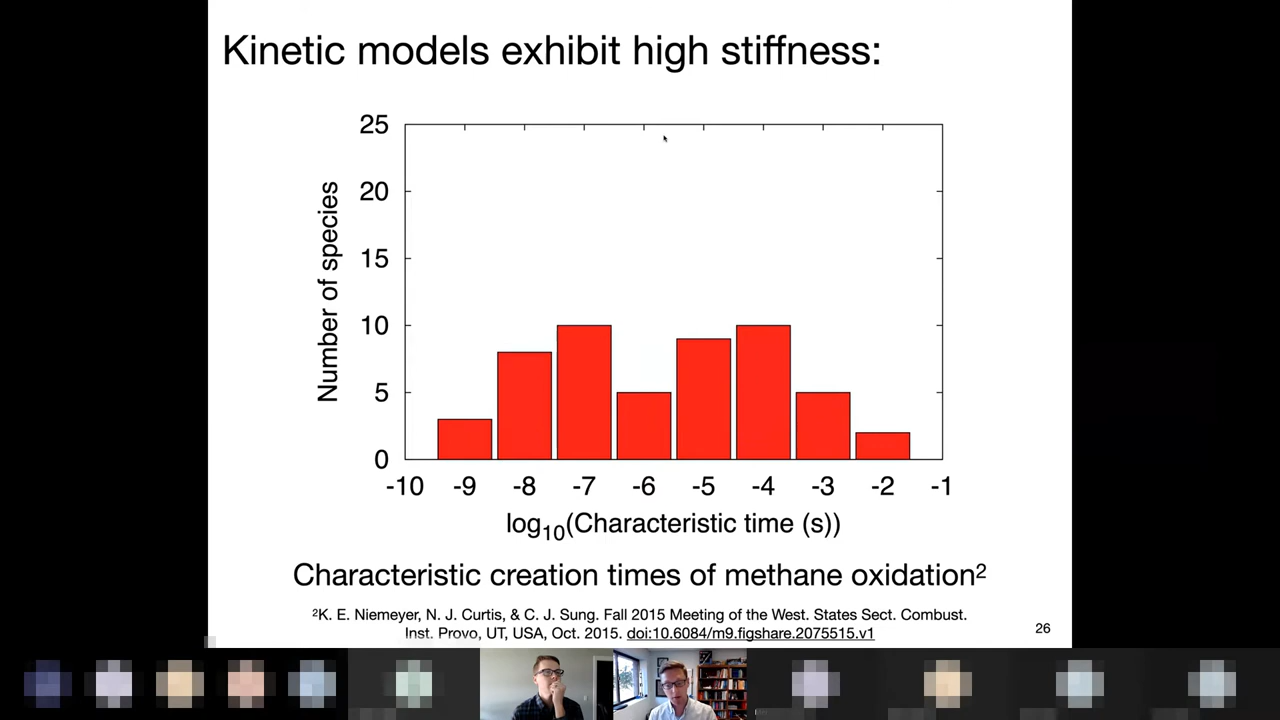 Kinetic models exhibit high stiffness:
25
20
15
10
5
0
Number of species
-10 -9 -8 -7 -6 -5 -4 -3 -2 -1
log10(Characteristic time (s))
Characteristic creation times of methane oxidation2
2K. E. Niemeyer, N. J. Curtis, & C. J. Sung. Fall 2015 Meeting of the West. States Sect. Combust.
Inst. Provo, UT, USA, Oct. 2015. doi:10.6084/m9.figshare.2075515.v1
26